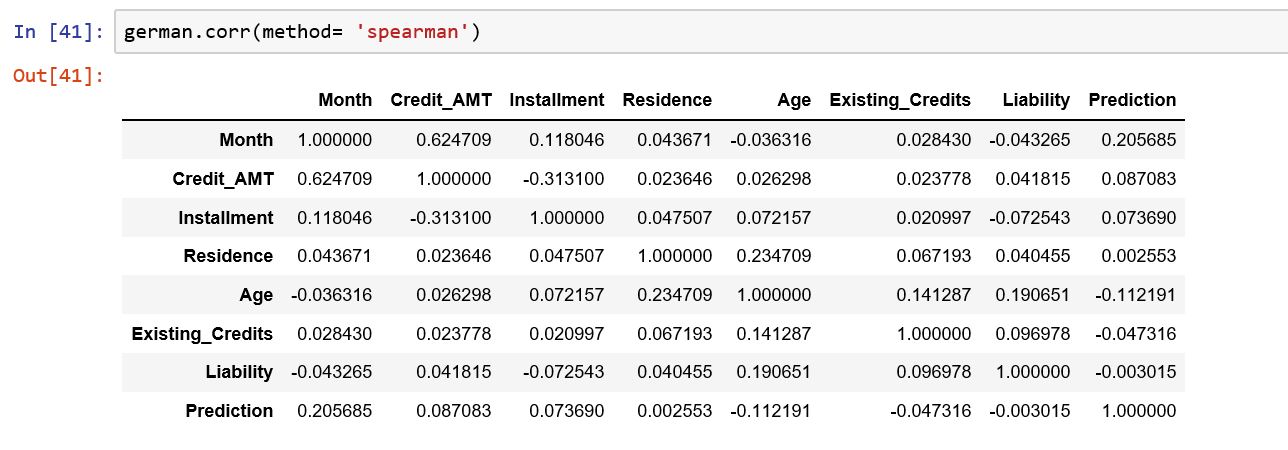 In [41]: german.corr(method= 'spearman')
Out[41]:
Month Credit_AMT Installment Residence Age Existing_Credits Liability Prediction
Month 1.000000 0.624709 0.118046 0.043671 -0.036316 0.028430 -0.043265 0.205685
Credit_AMT 0.624709 1.000000 -0.313100 0.023646 0.026298 0.023778 0.041815 0.087083
Installment 0.118046 -0.313100 1.000000 0.047507 0.072157 0.020997 -0.072543 0.073690
Residence 0.043671 0.023646 0.047507 1.000000 0.234709 0.067193 0.040455 0.002553
Age -0.036316 0.026298 0.072157 0.234709 1.000000 0.141287 0.190651 -0.112191
Existing_Credits 0.028430 0.023778 0.020997 0.067193 0.141287 1.000000 0.096978 -0.047316
Liability -0.043265 0.041815 -0.072543 0.040455 0.190651 0.096978 1.000000 -0.003015
Prediction 0.205685 0.087083 0.073690 0.002553 -0.112191 -0.047316 -0.003015 1.000000